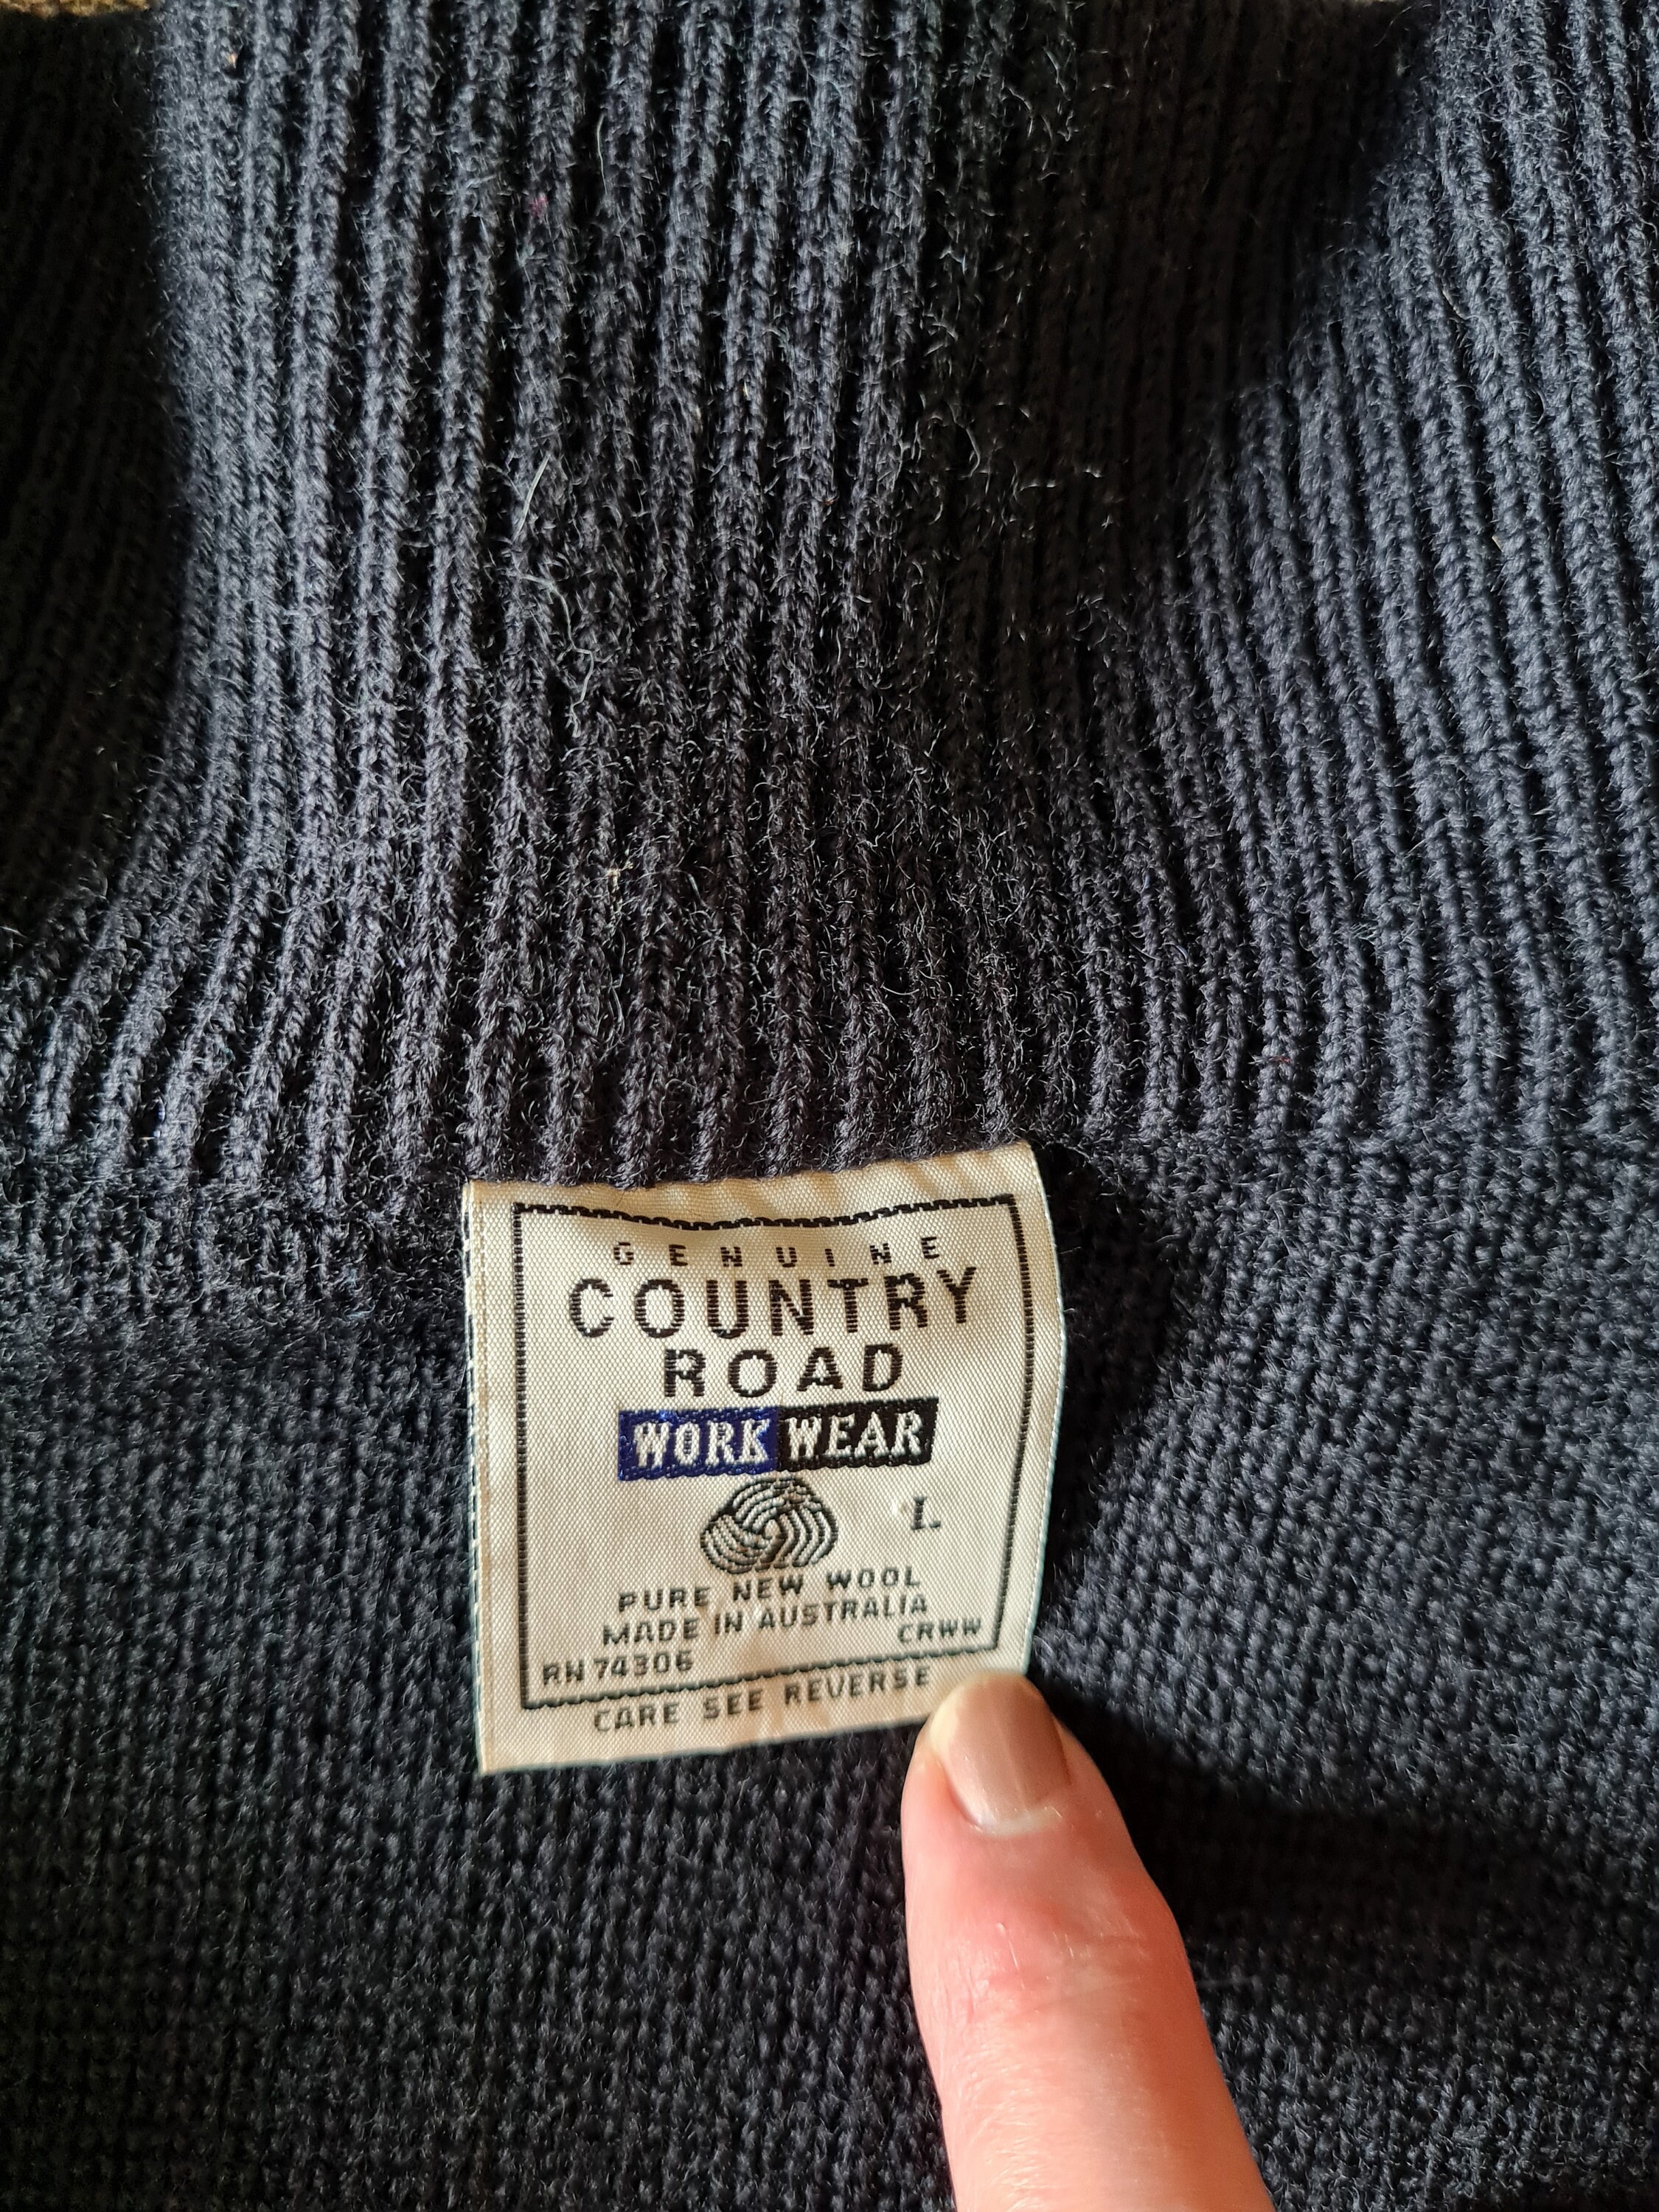 GENUINE
COUNTRY
ROAD
WORK WEAR
L
PURE NEW WOOL
MADE IN AUSTRALIA
CRWW
RN 74306
CARE SEE REVERSE